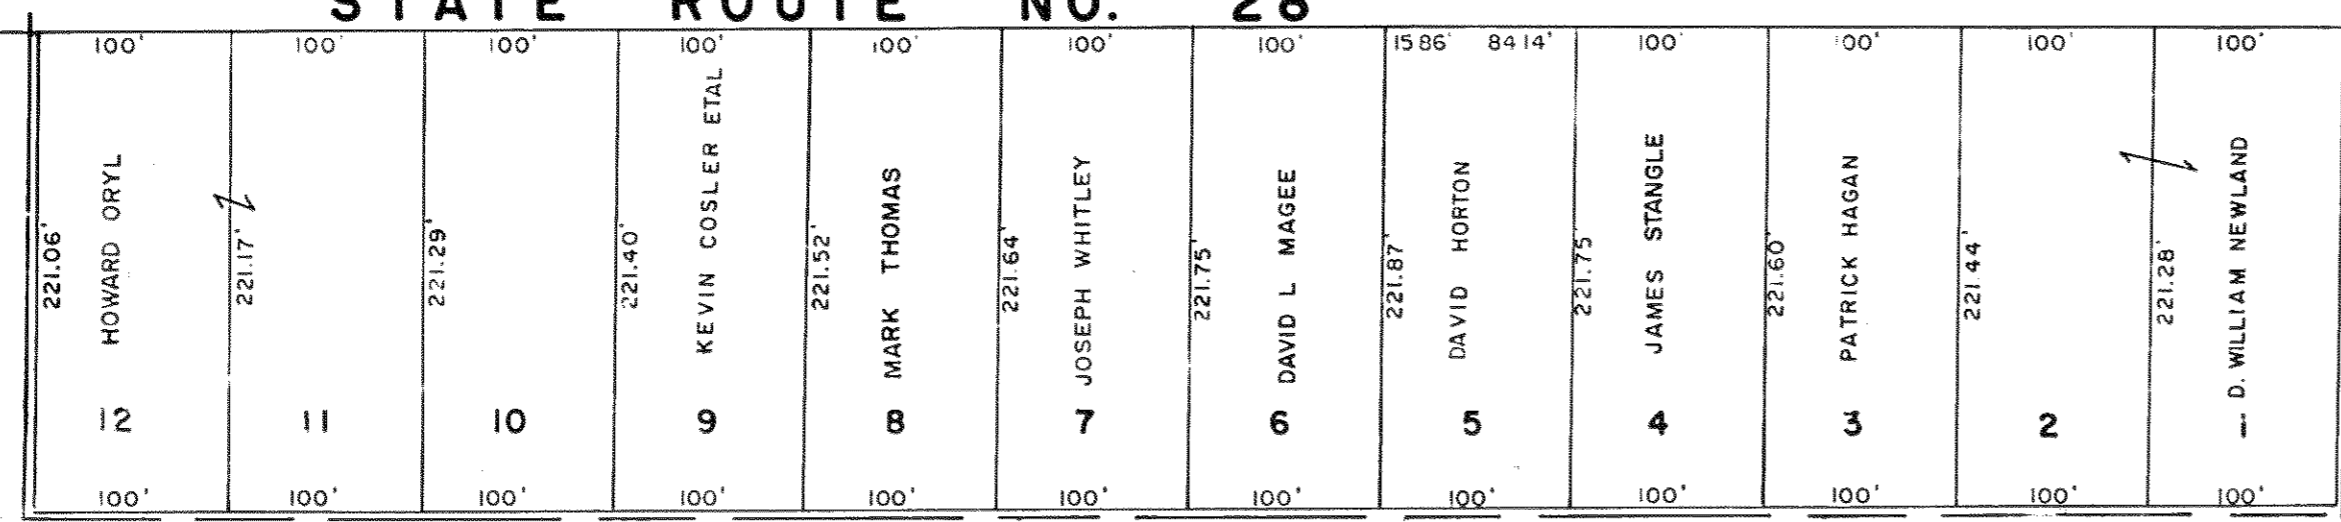 STATE ROUTE NO. 28
100' 100' 100' 100' 100' 100' 100' 15 86' 84 14' 100' 100' 100' 100'
221.06'
HOWARD ORYL
221.17'
221.29'
221.40'
KEVIN COSLER ETAL
221.52'
MARK THOMAS
221.64'
JOSEPH WHITLEY
221.75'
DAVID L MAGEE
221.87'
DAVID HORTON
221.75'
JAMES STANGLE
221.60'
PATRICK HAGAN
221.44'
221.28'
D. WILLIAM NEWLAND
12 11 10 9 8 7 6 5 4 3 2 1
100' 100' 100' 100' 100' 100' 100' 100' 100' 100' 100' 100'